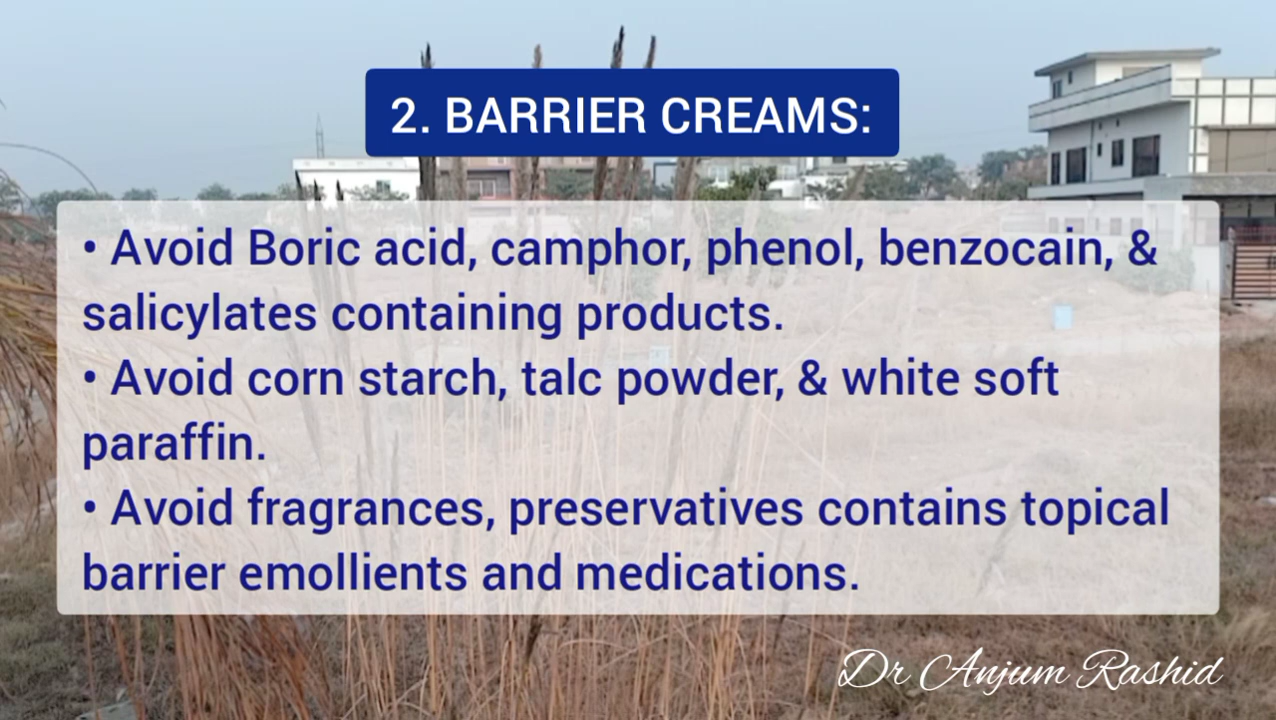 2. BARRIER CREAMS:
• Avoid Boric acid, camphor, phenol, benzocain, &
salicylates containing products.
• Avoid corn starch, talc powder, & white soft
paraffin.
• Avoid fragrances, preservatives contains topical
barrier emollients and medications.
Dr Anjum Rashid